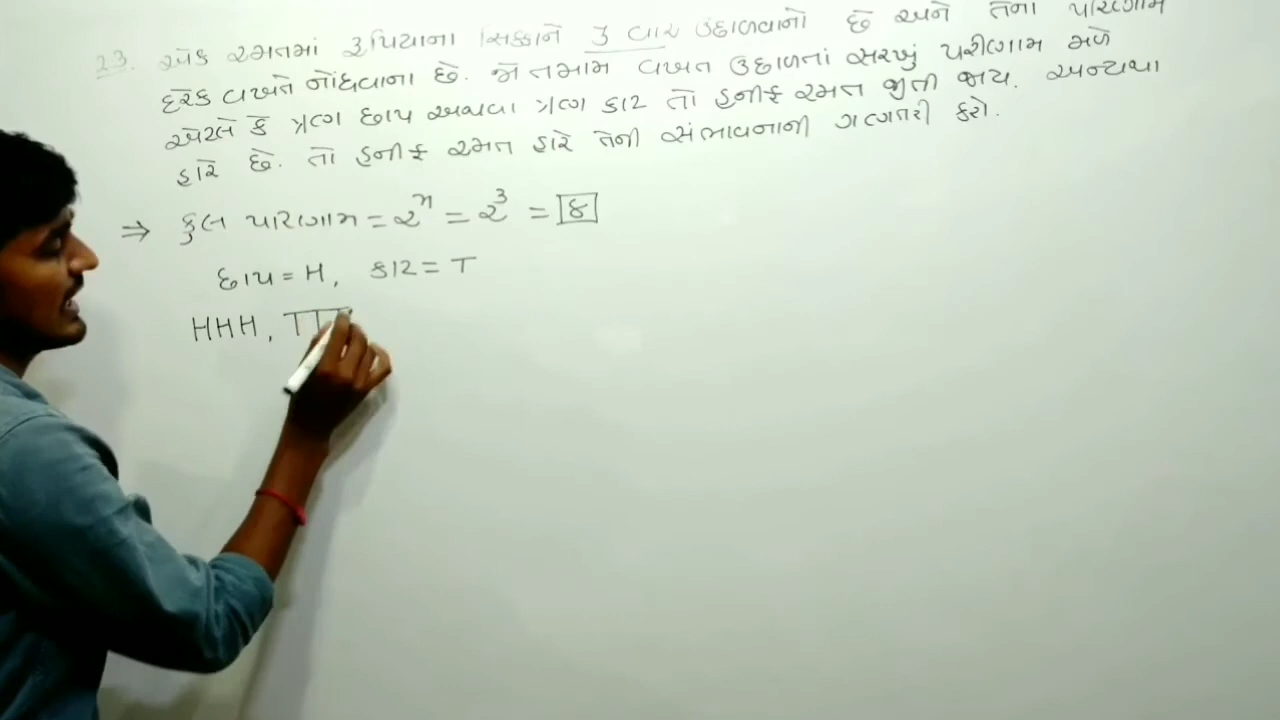 23. એક રમતમાં રૂપિયાના સિક્કાને 3 વાર ઉછાળવાનો છે અને તેના પરિણામ
દરેક વખતે નોંધવાના છે. જો તમામ વખત ઉછાળતાં સરખું પરીણામ મળે
એટલે કે ત્રણ છાપ અથવા ત્રણ કાટ તો હનીફ રમત જીતી જાય. અન્યથા
હારે છે. તો હનીફ રમત હારે તેની સંભાવનાની ગણતરી કરો.
⇒ કુલ પરિણામ = 2ⁿ = 2³ = 8
છાપ = H, કાટ = T
HHH, TTT